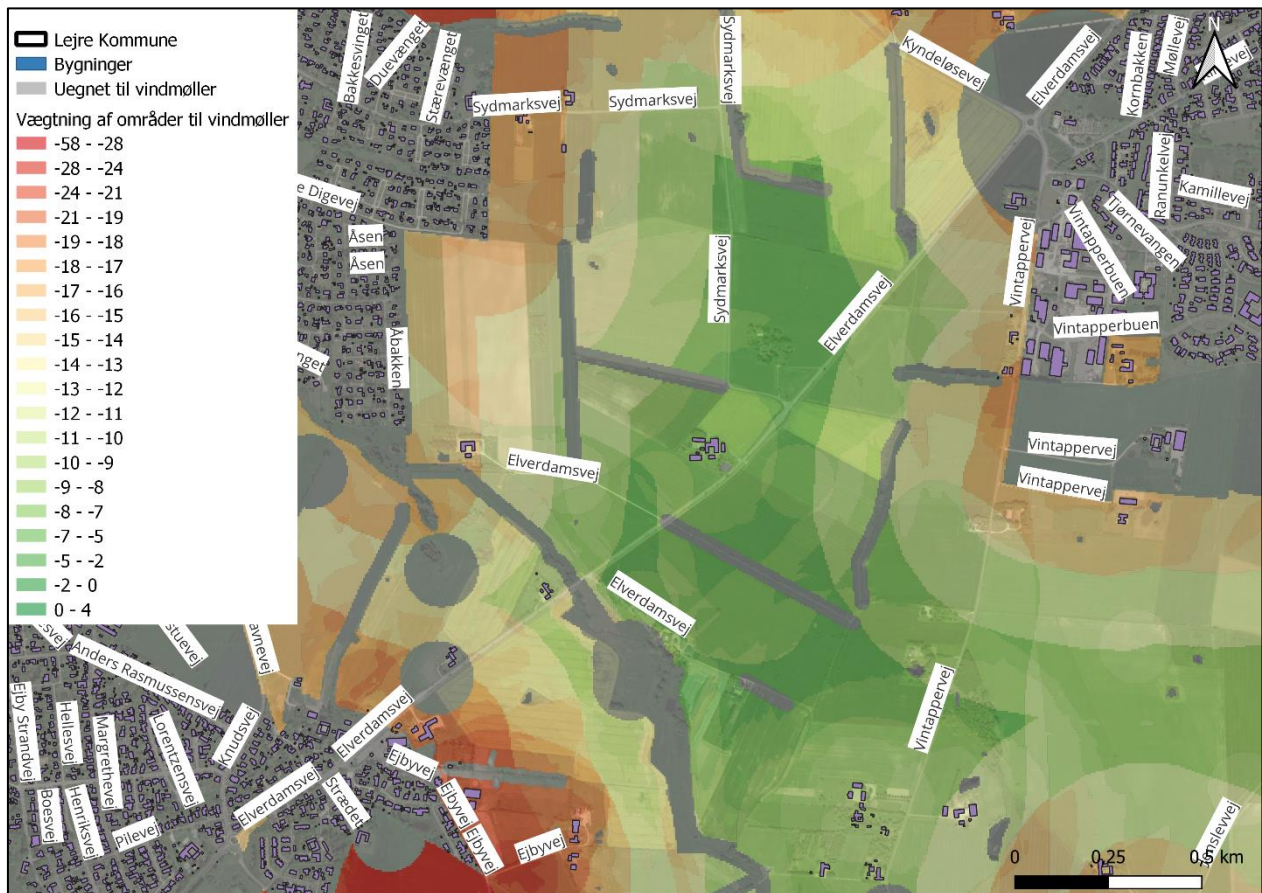 Lejre Kommune
Bygninger
Uegnet til vindmøller
Vægtning af områder til vindmøller
-58 - -28
-28 - -24
-24 - -21
-21 - -19
-19 - -18
-18 - -17
-17 - -16
-16 - -15
-15 - -14
-14 - -13
-13 - -12
-12 - -11
-11 - -10
-10 - -9
-9 - -8
-8 - -7
-7 - -5
-5 - -2
-2 - 0
0 - 4
Bakkesvinget
Duevænget
Stærevænget
Sydmarksvej
Sydmarksvej
Sydmarksvej
Kyndeløsevej
Elverdamsvej
Kornbakken
Møllevej
N
e Digevej
Åsen
Åsen
Åbakken
nget
Sydmarksvej
Elverdamsvej
Vintappervej
Vintapperbuen
Tjørnevangen
Ranunkelvej
Kamillevej
Vintapperbuen
Vintappervej
Vintappervej
Elverdamsvej
Elverdamsvej
Vintappervej
stuevej
avnevej
Anders Rasmussensvej
Ejby Strandvej
Hellesvej
Margrethevej
Lorentzensvej
Knudsvej
Elverdamsvej
Boesvej
Henriksvej
Pilevej
Elverdamsvej
Strædet
Ejbyvej
Ejbyvej
Ejbyvej
Ejbyvej
0 0,25 0,5 km